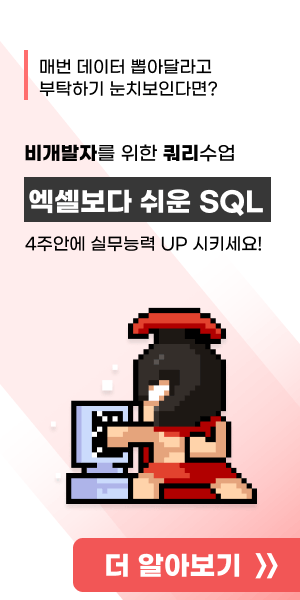 매번 데이터 뽑아달라고
부탁하기 눈치보인다면?
비개발자를 위한 쿼리수업
엑셀보다 쉬운 SQL
4주안에 실무능력 UP 시키세요!
더 알아보기 》